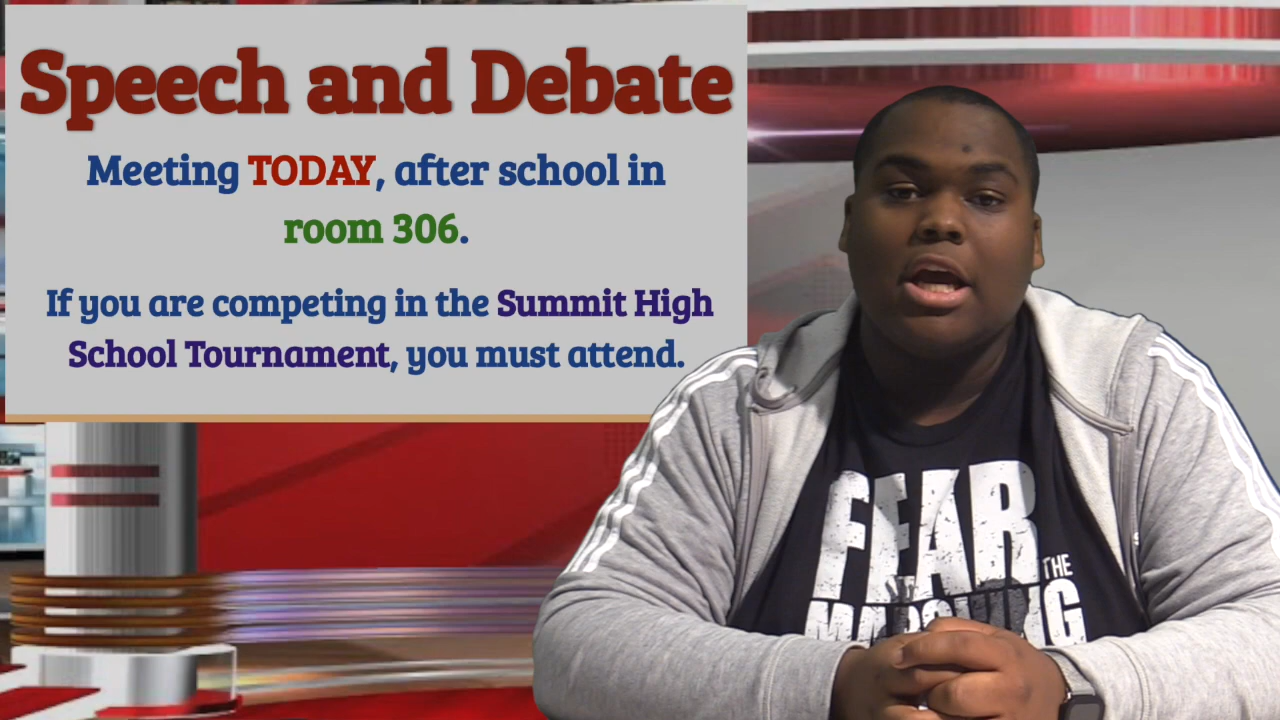 Speech and Debate
Meeting TODAY, after school in
room 306.
If you are competing in the Summit High
School Tournament, you must attend.
FEAR
THE
MARCHING